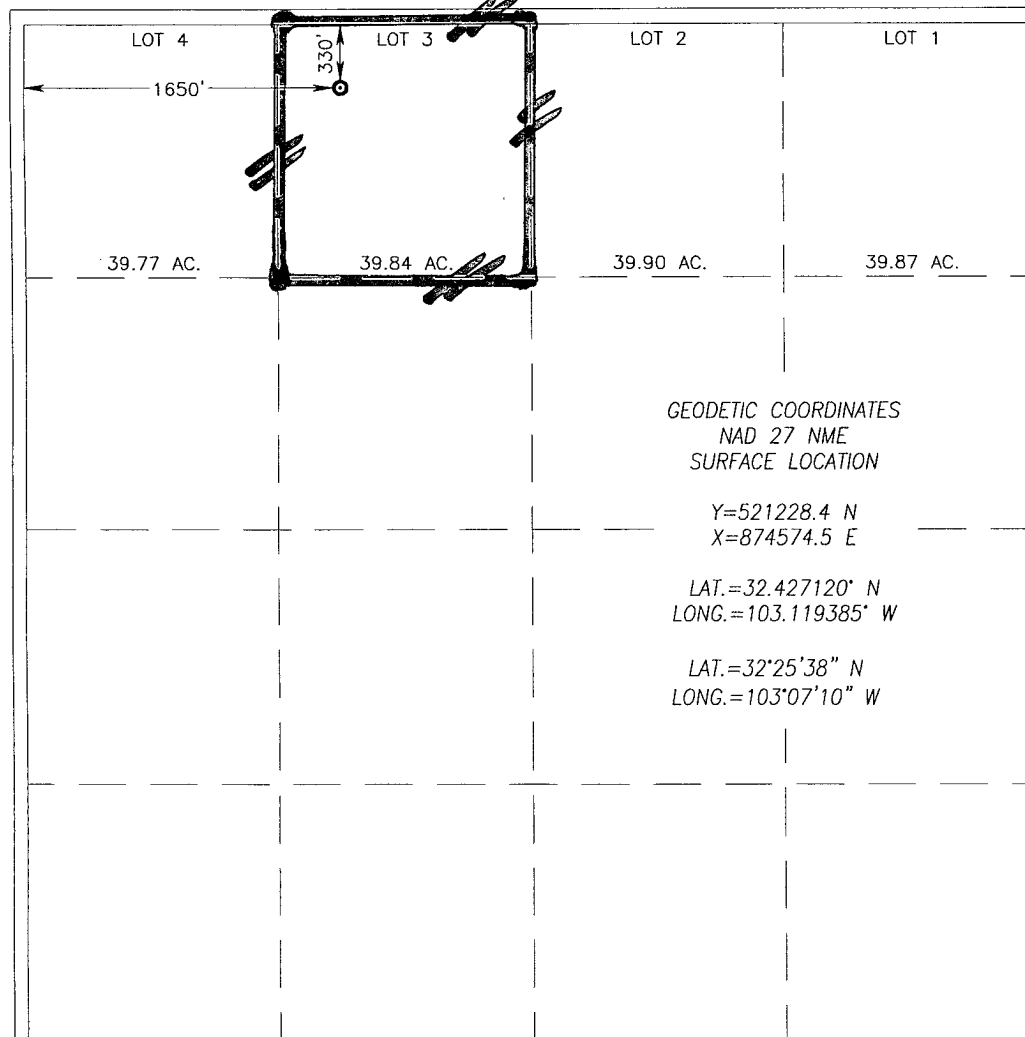 LOT 4
LOT 3
LOT 2
LOT 1
330'
1650'
39.77 AC.
39.84 AC.
39.90 AC.
39.87 AC.
GEODETIC COORDINATES
NAD 27 NME
SURFACE LOCATION
Y=521228.4 N
X=874574.5 E
LAT.=32.427120° N
LONG.=103.119385° W
LAT.=32°25'38" N
LONG.=103°07'10" W